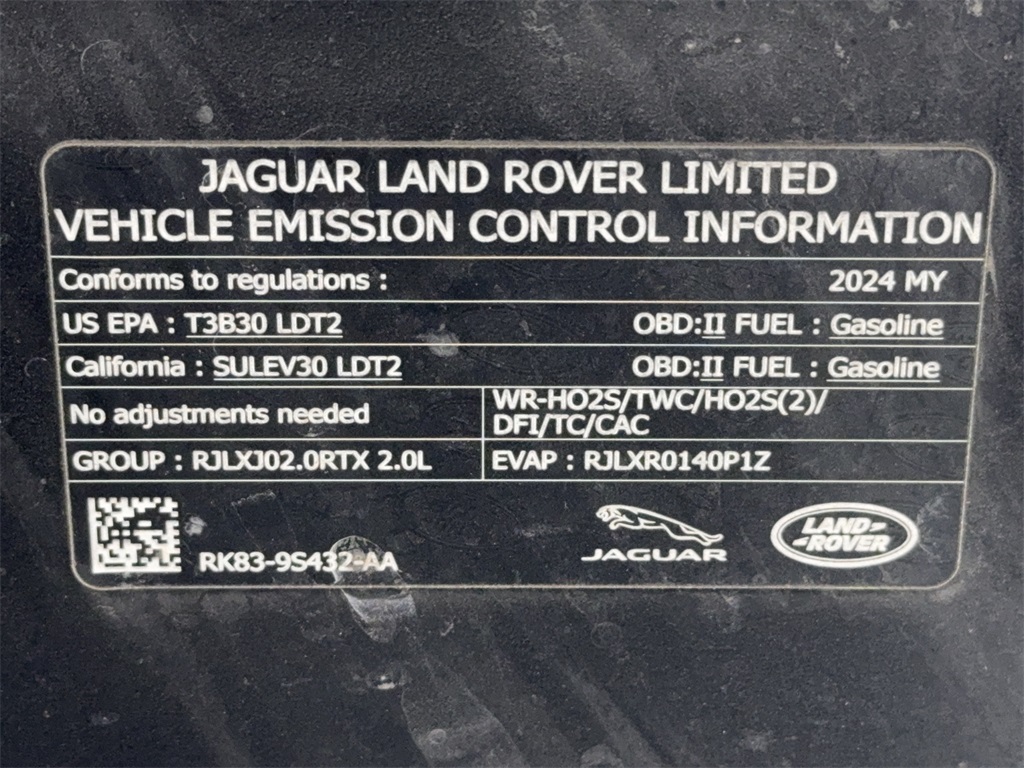 JAGUAR LAND ROVER LIMITED
VEHICLE EMISSION CONTROL INFORMATION
Conforms to regulations : 2024 MY
US EPA : T3B30 LDT2 OBD:II FUEL : Gasoline
California : SULEV30 LDT2 OBD:II FUEL : Gasoline
No adjustments needed
WR-HO2S/TWC/HO2S(2)/
DFI/TC/CAC
GROUP : RJLXJ02.0RTX 2.0L
EVAP : RJLXR0140P1Z
RK83-9S432-AA
JAGUAR
LAND-
-ROVER